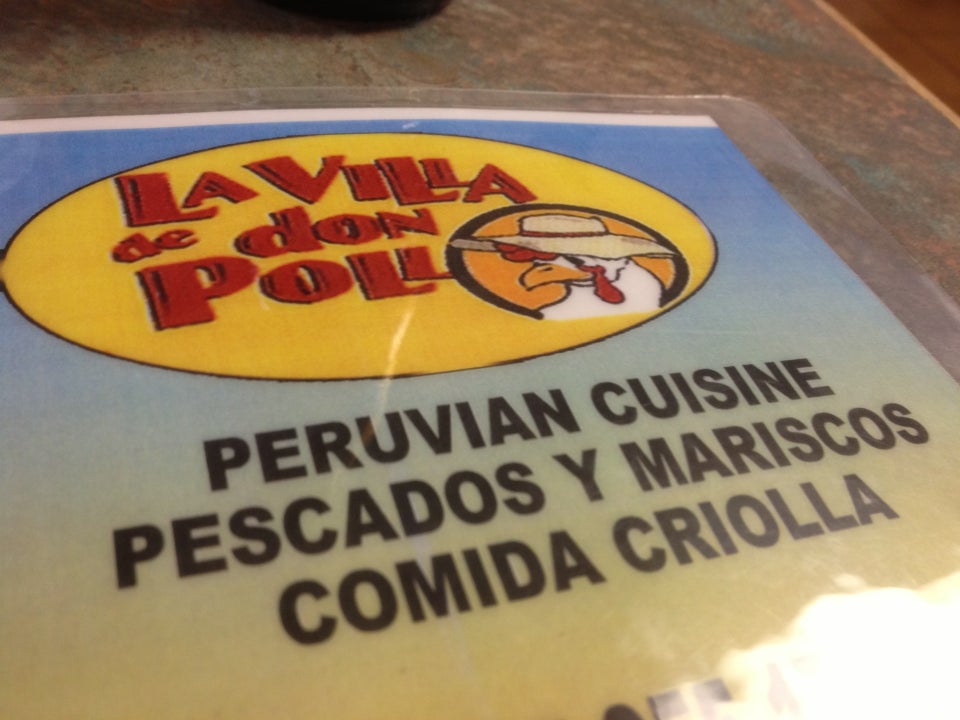 LA VILLA
de don
POLLO
PERUVIAN CUISINE
PESCADOS Y MARISCOS
COMIDA CRIOLLA